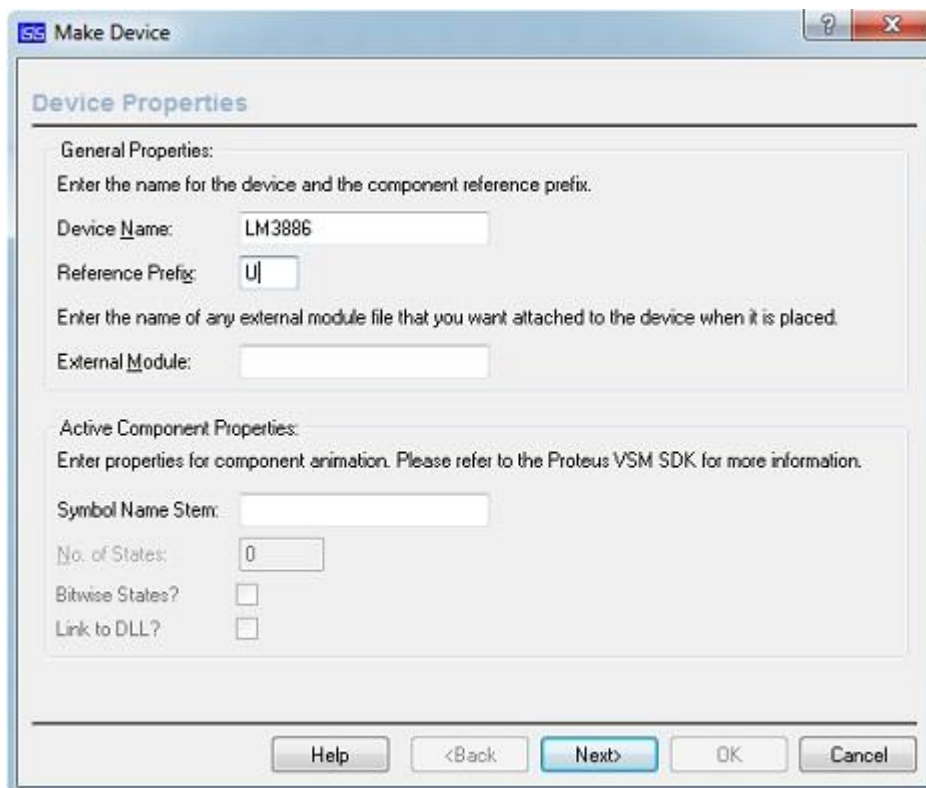 ISIS Make Device
Device Properties
General Properties:
Enter the name for the device and the component reference prefix.
Device Name: LM3886
Reference Prefix: U
Enter the name of any external module file that you want attached to the device when it is placed.
External Module:
Active Component Properties:
Enter properties for component animation. Please refer to the Proteus VSM SDK for more information.
Symbol Name Stem:
No. of States: 0
Bitwise States?
Link to DLL?
Help <Back Next> OK Cancel